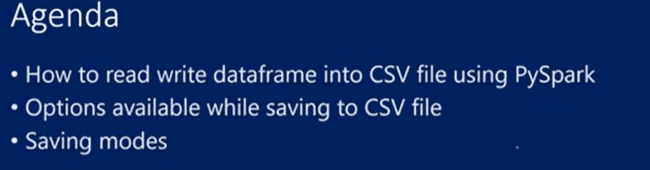 Agenda
• How to read write dataframe into CSV file using PySpark
• Options available while saving to CSV file
• Saving modes